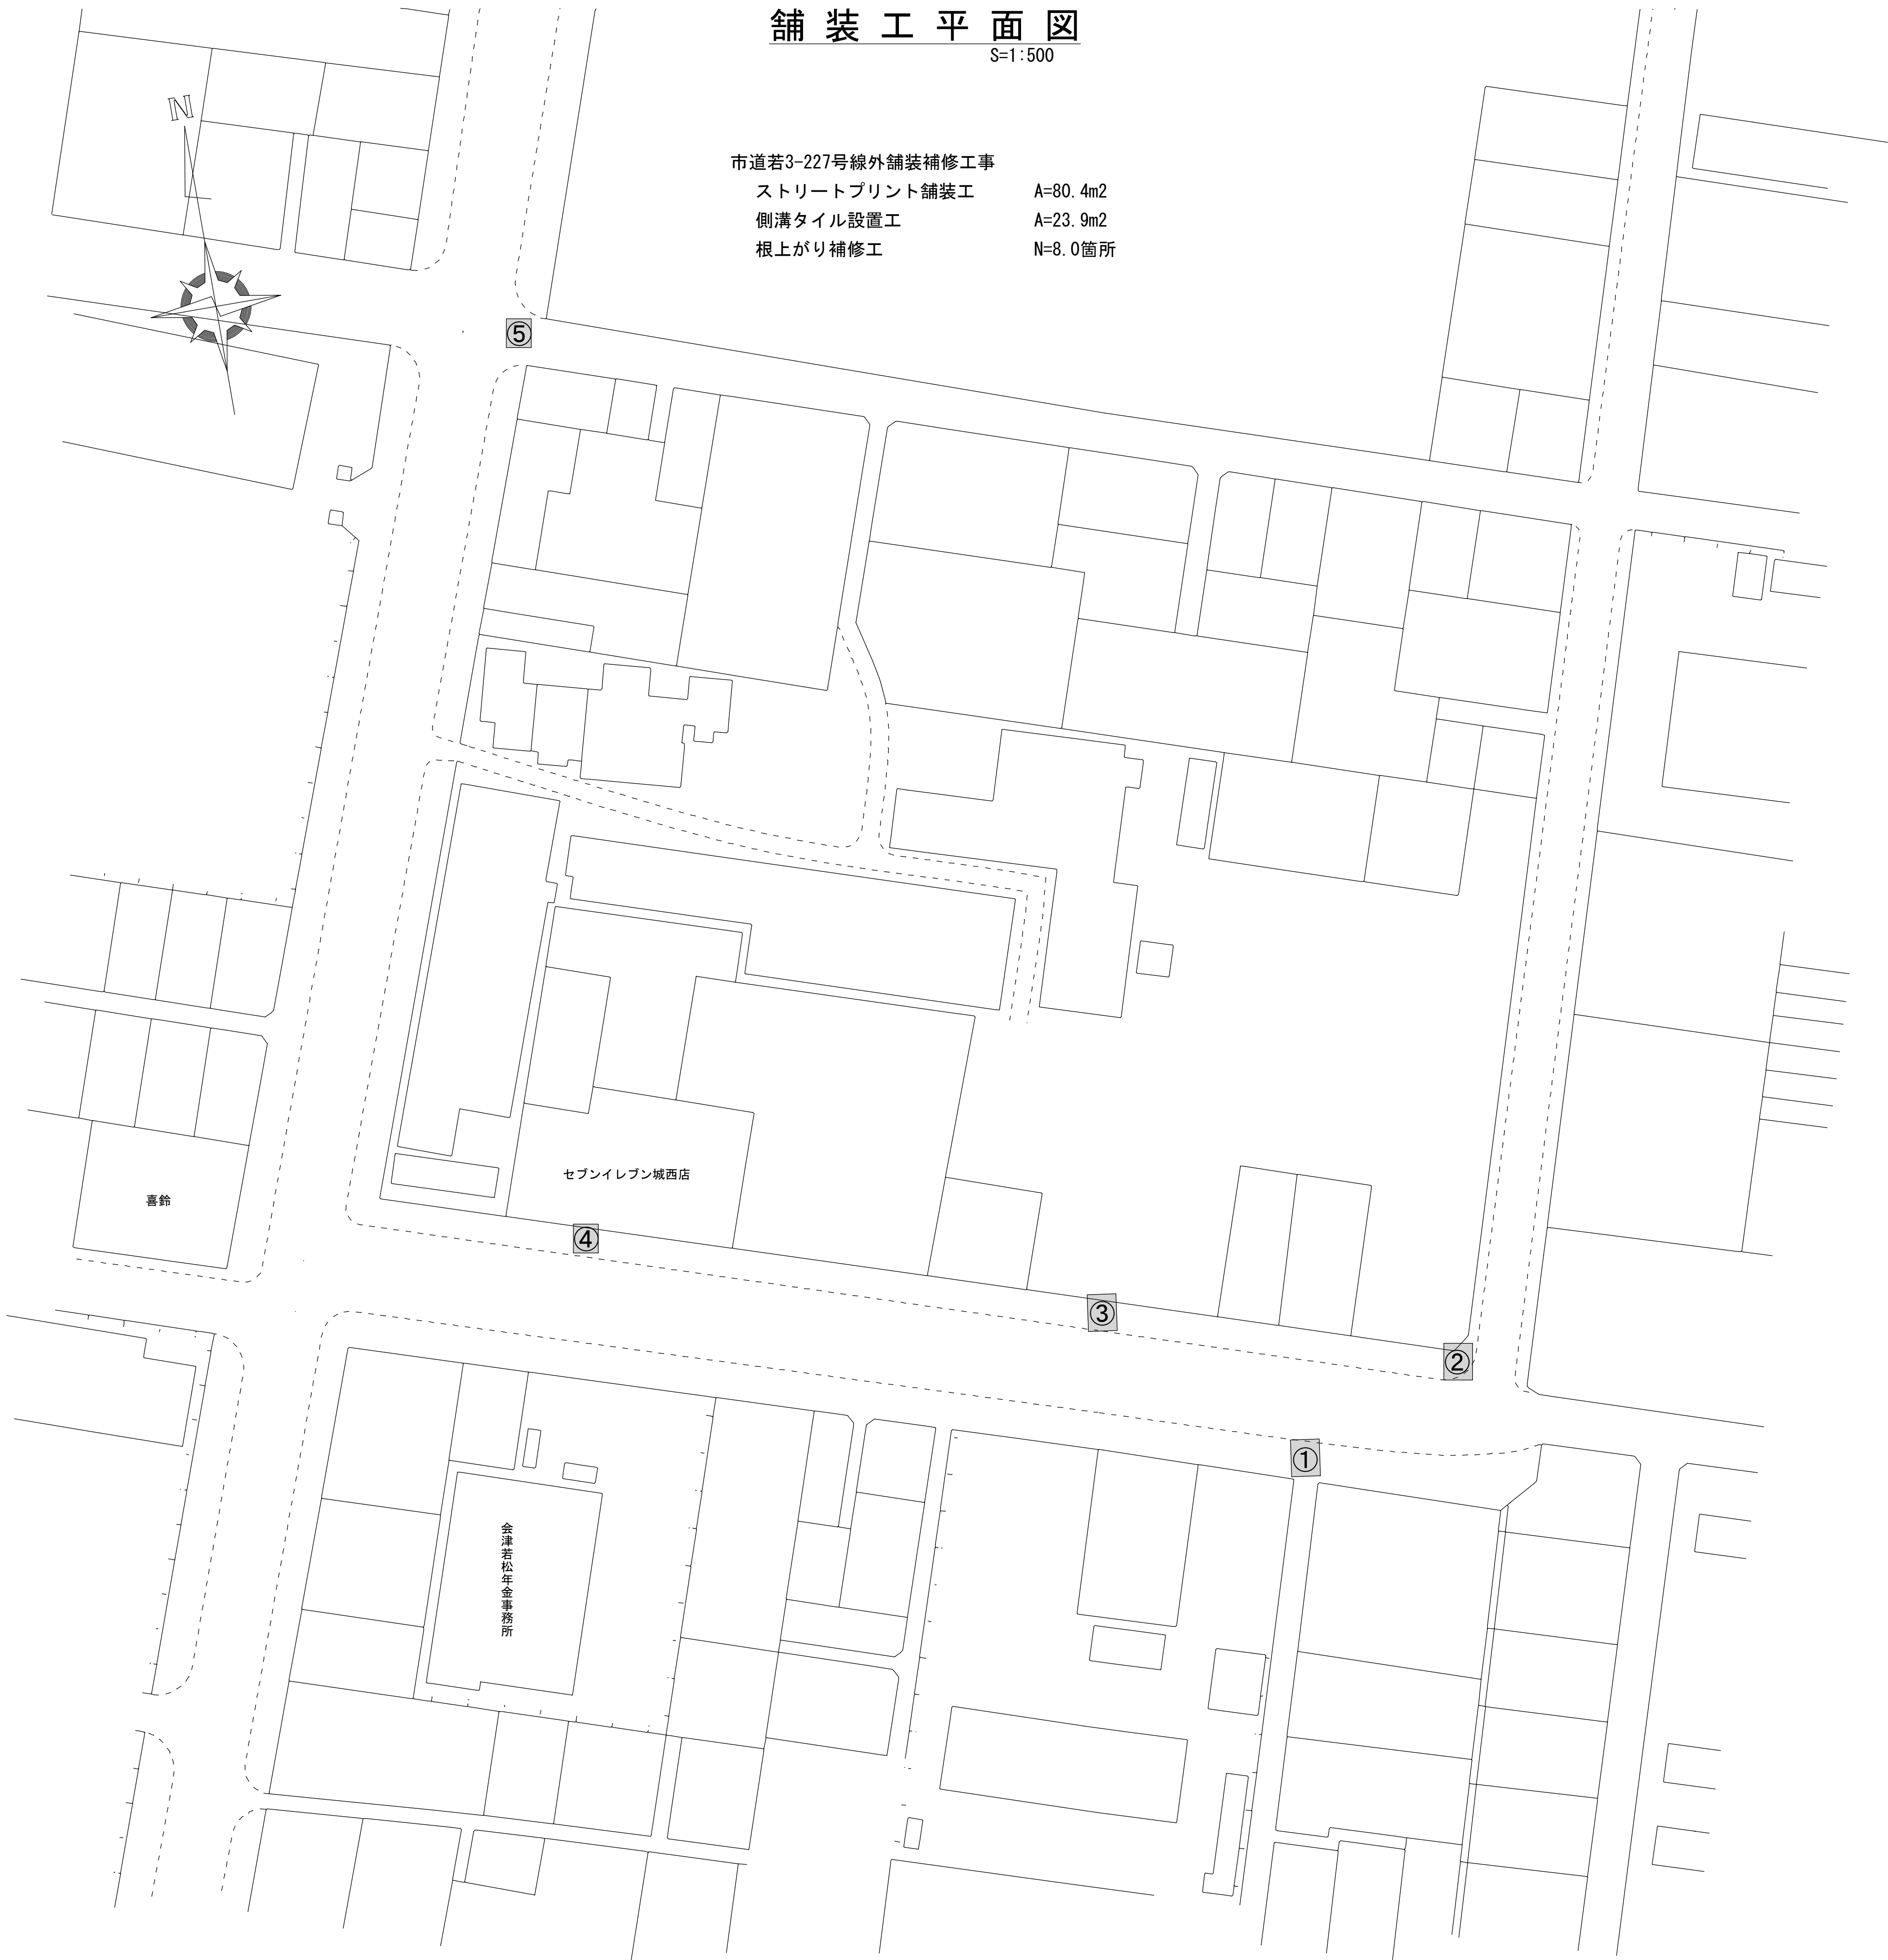 舗装工平面図
S=1:500
N
市道若3-227号線外舗装補修工事
ストリートプリント舗装工 A=80.4m2
側溝タイル設置工 A=23.9m2
根上がり補修工 N=8.0箇所
⑤
セブンイレブン城西店
喜鈴
④
③
②
①
会津若松年金事務所